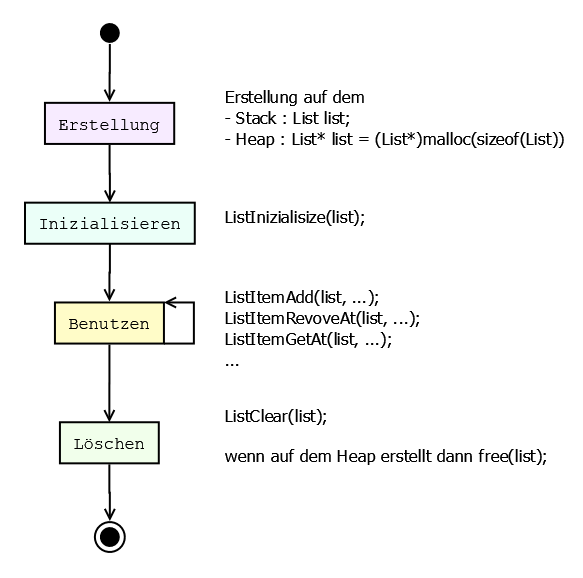 Erstellung
Erstellung auf dem
- Stack : List list;
- Heap : List* list = (List*)malloc(sizeof(List))
Inizialisieren
ListInizialisize(list);
Benutzen
ListItemAdd(list, ...);
ListItemRevoveAt(list, ...);
ListItemGetAt(list, ...);
...
Löschen
ListClear(list);
wenn auf dem Heap erstellt dann free(list);